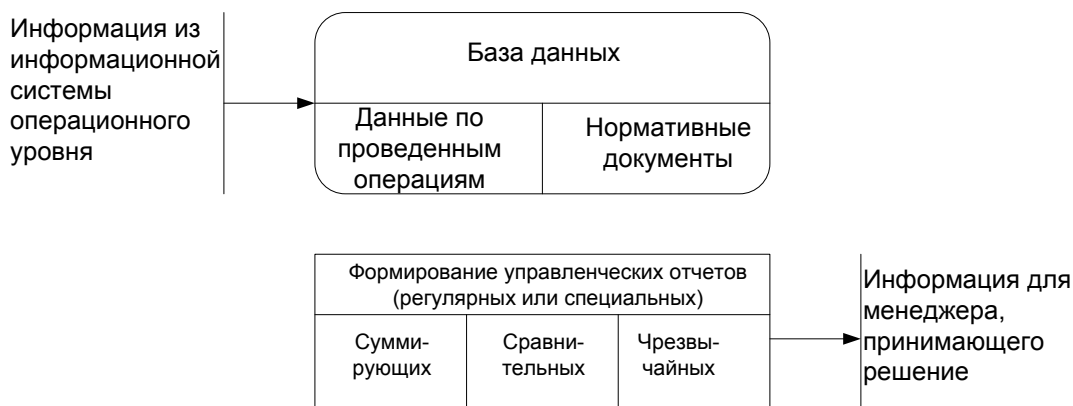 Информация из
информационной
системы
операционного
уровня
База данных
Данные по
проведенным
операциям
Нормативные
документы
Формирование управленческих отчетов
(регулярных или специальных)
Сумми-
рующих
Сравни-
тельных
Чрезвы-
чайных
Информация для
менеджера,
принимающего
решение